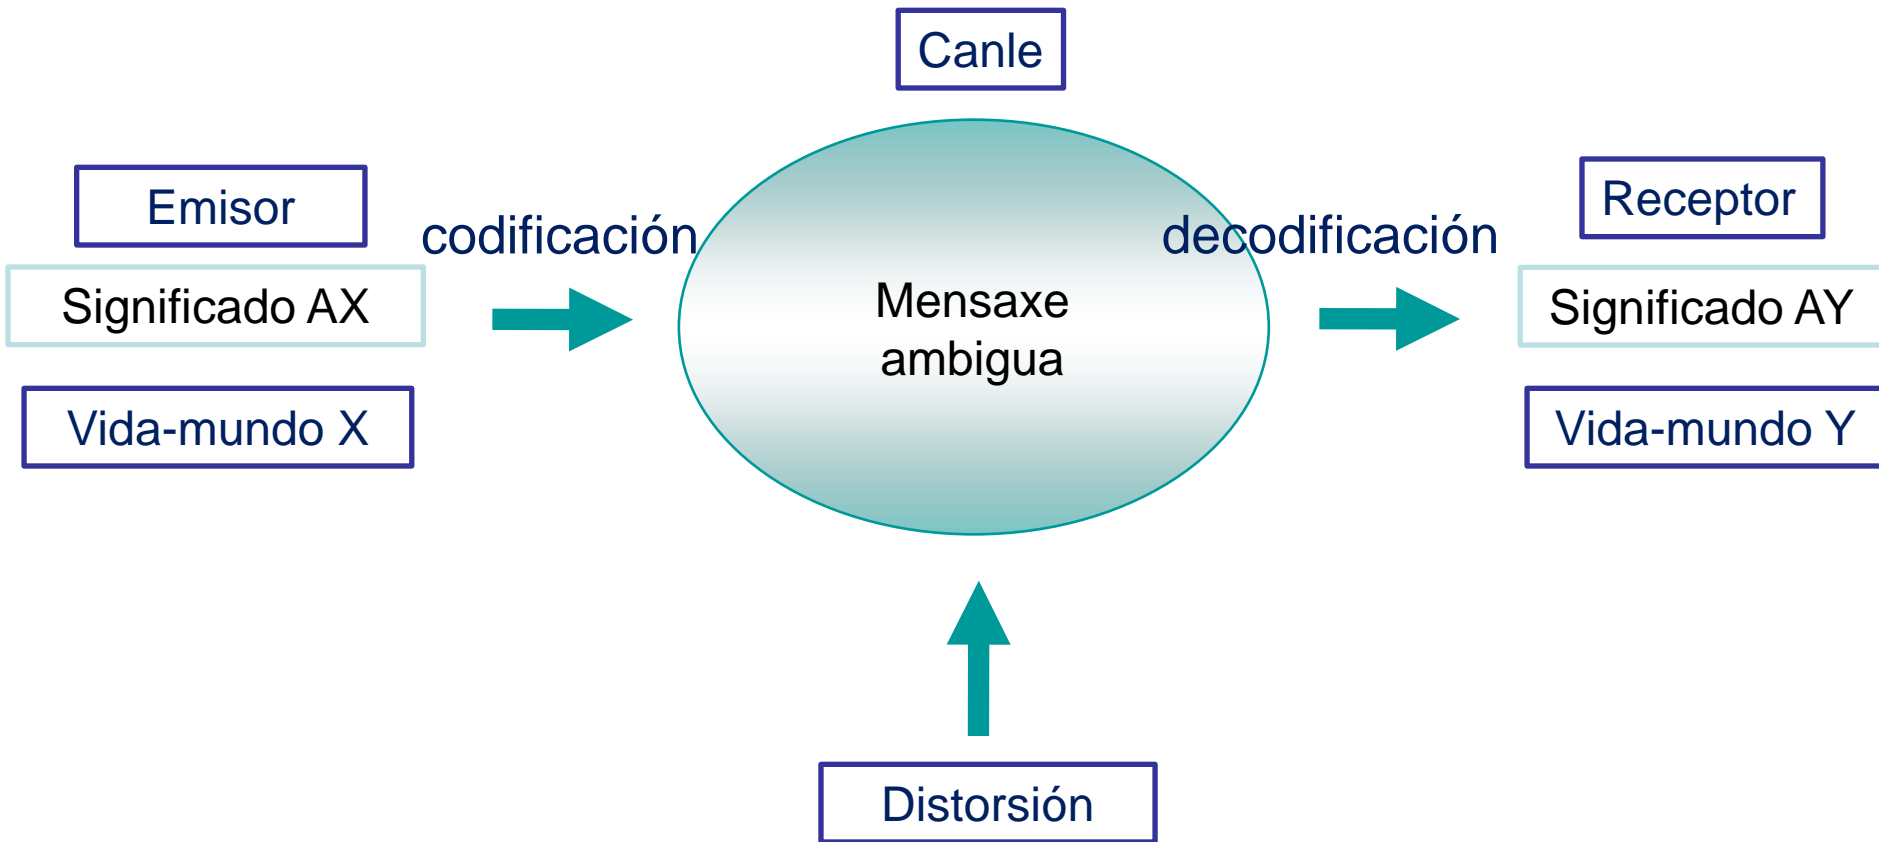 Canle
Emisor
codificación
decodificación
Receptor
Significado AX
Mensaxe
ambigua
Significado AY
Vida-mundo X
Vida-mundo Y
Distorsión